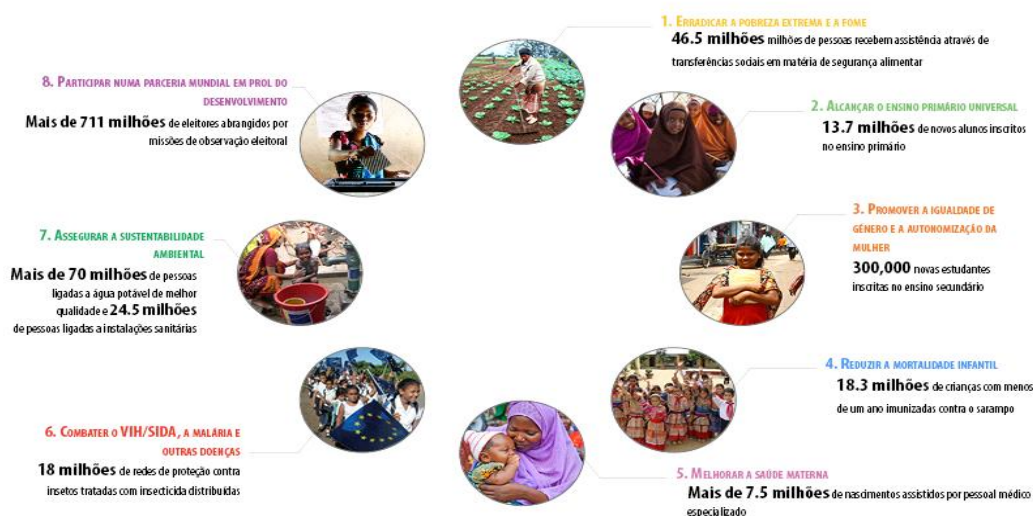 1. Erradicar a pobreza extrema e a fome
46.5 milhões milhões de pessoas recebem assistência através de
transferências sociais em matéria de segurança alimentar
2. Alcançar o ensino primário universal
13.7 milhões de novos alunos inscritos
no ensino primário
3. Promover a igualdade de
género e a autonomização da
mulher
300,000 novas estudantes
inscritas no ensino secundário
4. Reduzir a mortalidade infantil
18.3 milhões de crianças com menos
de um ano imunizadas contra o sarampo
5. Melhorar a saúde materna
Mais de 7.5 milhões de nascimentos assistidos por pessoal médico
especializado
6. Combater o VIH/SIDA, a malária e
outras doenças
18 milhões de redes de proteção contra
insetos tratadas com insecticida distribuídas
7. Assegurar a sustentabilidade
ambiental
Mais de 70 milhões de pessoas
ligadas a água potável de melhor
qualidade e 24.5 milhões
de pessoas ligadas a instalações sanitárias
8. Participar numa parceria mundial em prol do
desenvolvimento
Mais de 711 milhões de eleitores abrangidos por
missões de observação eleitoral